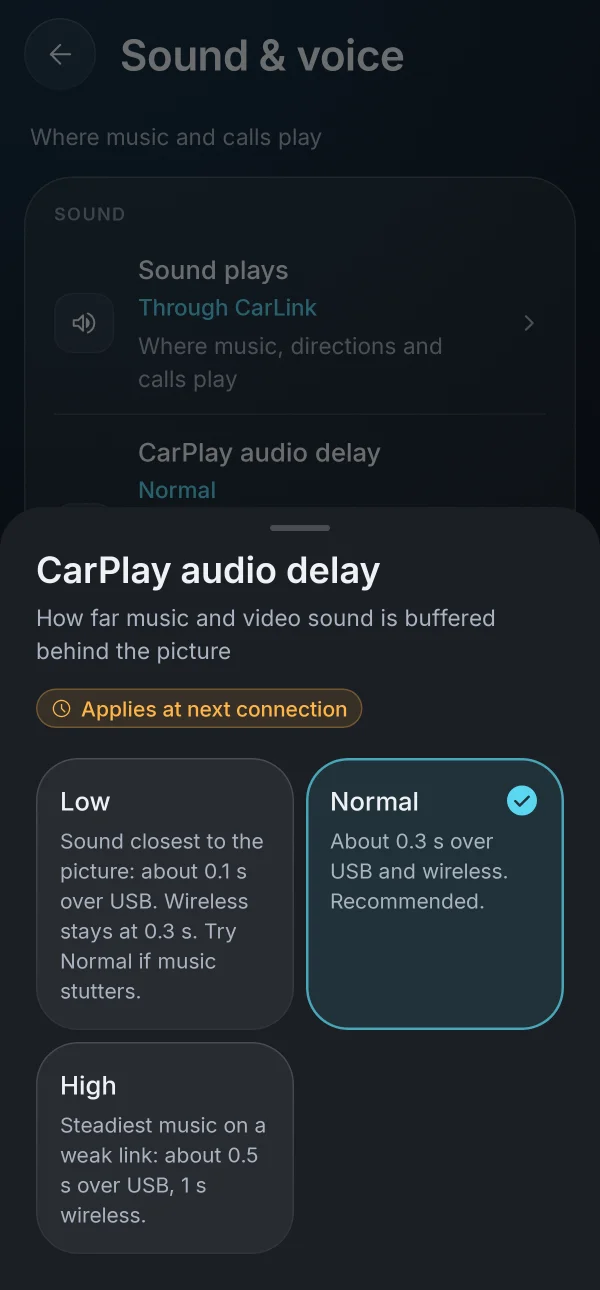 Sound & voice
Where music and calls play
SOUND
Sound plays
Through CarLink
Where music, directions and
calls play
CarPlay audio delay
Normal
CarPlay audio delay
How far music and video sound is buffered
behind the picture
Applies at next connection
Low
Sound closest to the
picture: about 0.1 s
over USB. Wireless
stays at 0.3 s. Try
Normal if music
stutters.
Normal
About 0.3 s over
USB and wireless.
Recommended.
High
Steadiest music on a
weak link: about 0.5
s over USB, 1 s
wireless.